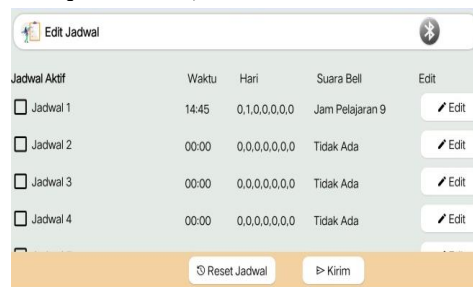 Edit Jadwal
Jadwal Aktif Waktu Hari Suara Bell Edit
Jadwal 1 14:45 0,1,0,0,0,0,0 Jam Pelajaran 9 Edit
Jadwal 2 00:00 0,0,0,0,0,0,0 Tidak Ada Edit
Jadwal 3 00:00 0,0,0,0,0,0,0 Tidak Ada Edit
Jadwal 4 00:00 0,0,0,0,0,0,0 Tidak Ada Edit
Reset Jadwal Kirim